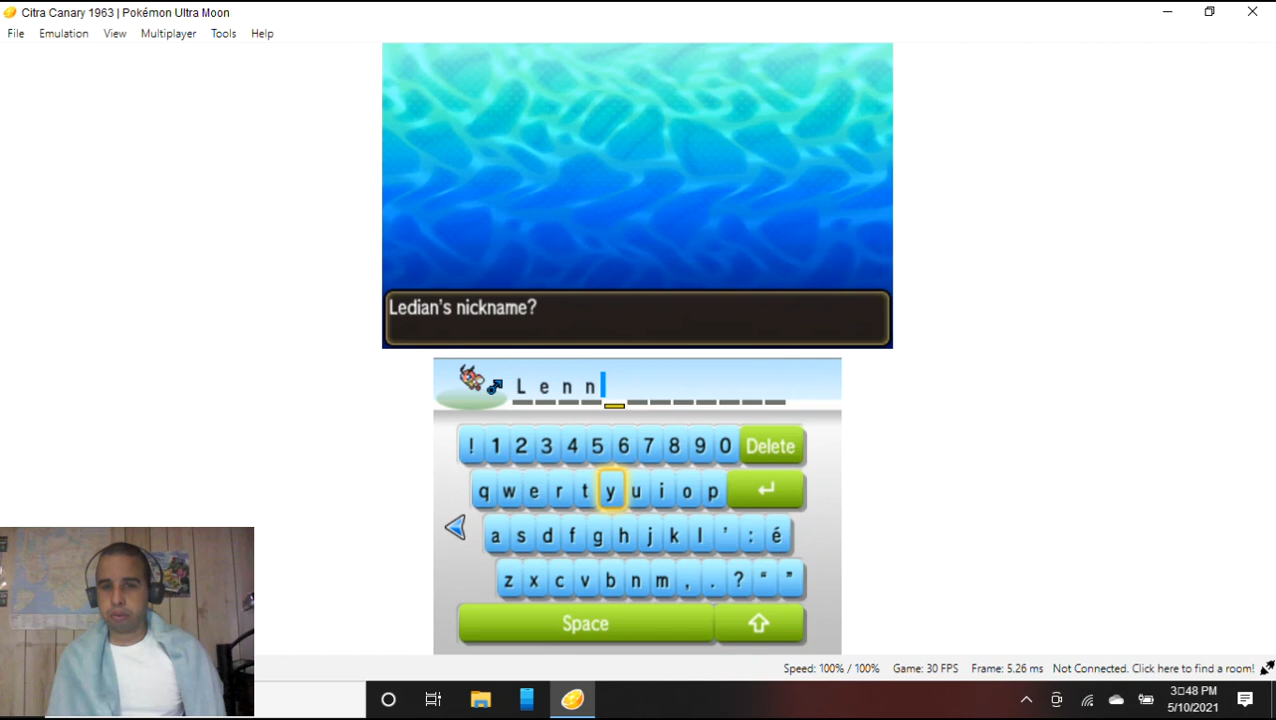 Citra Canary 1963 | Pokémon Ultra Moon
File Emulation View Multiplayer Tools Help
Ledian's nickname?
Lenn
! 1 2 3 4 5 6 7 8 9 0 Delete
q w e r t y u i o p
a s d f g h j k l ’ : é
z x c v b n m , . ? “ ”
Space
Speed: 100% / 100% Game: 30 FPS Frame: 5.26 ms Not Connected. Click here to find a room!
3□48 PM
5/10/2021